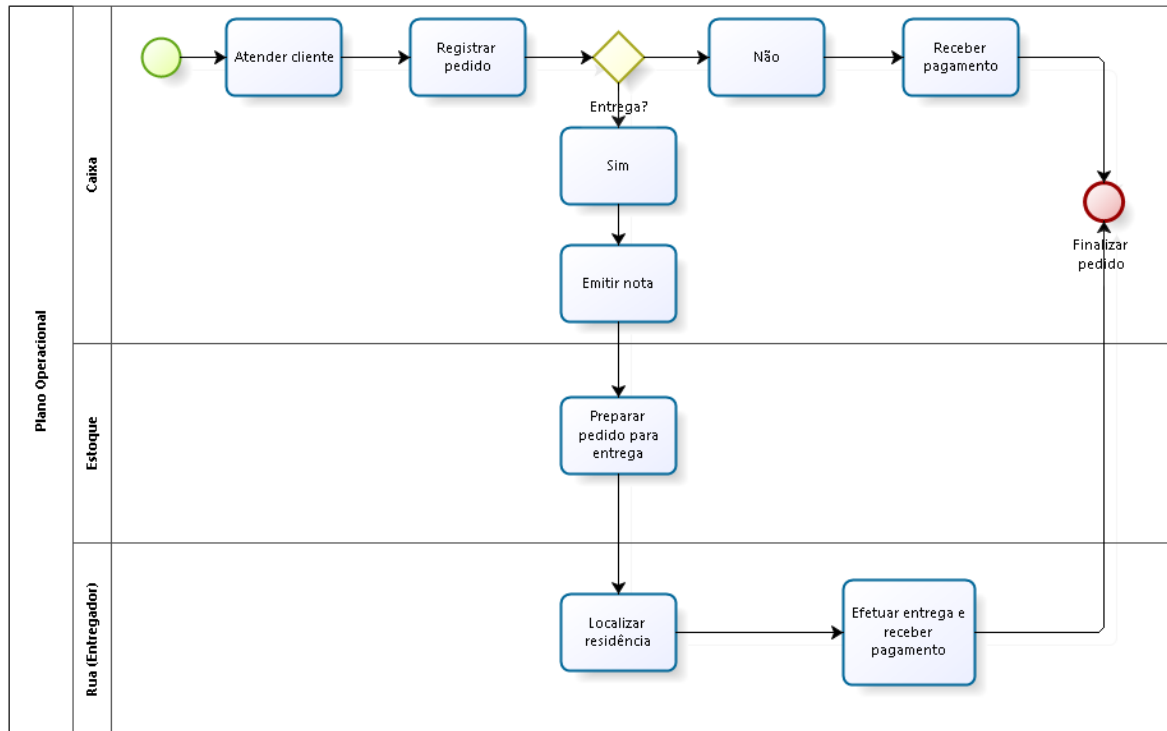 Plano Operacional
Caixa
Atender cliente
Registrar
pedido
Entrega?
Não
Receber
pagamento
Sim
Emitir nota
Finalizar
pedido
Estoque
Preparar
pedido para
entrega
Rua (Entregador)
Localizar
residência
Efetuar entrega e
receber
pagamento